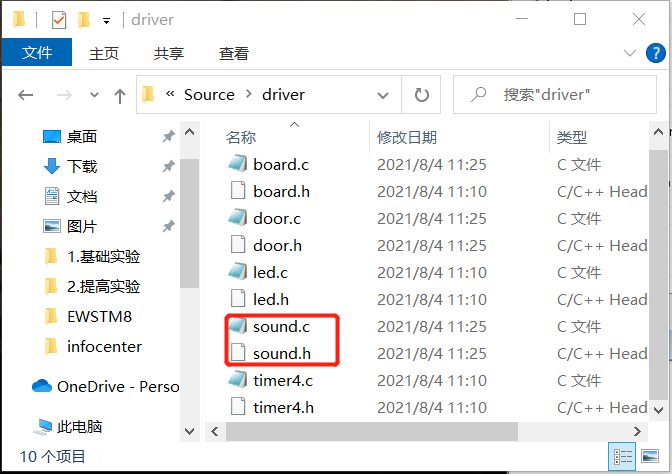 driver
文件 主页 共享 查看
« Source > driver 搜索"driver"
桌面
下载
文档
图片
1.基础实验
2.提高实验
EWSTM8
infocenter
OneDrive - Perso
此电脑
名称 修改日期 类型
board.c 2021/8/4 11:25 C 文件
board.h 2021/8/4 11:10 C/C++ Head
door.c 2021/8/4 11:25 C 文件
door.h 2021/8/4 11:25 C/C++ Head
led.c 2021/8/4 11:10 C 文件
led.h 2021/8/4 11:10 C/C++ Head
sound.c 2021/8/4 11:25 C 文件
sound.h 2021/8/4 11:25 C/C++ Head
timer4.c 2021/8/4 11:10 C 文件
timer4.h 2021/8/4 11:10 C/C++ Head
10 个项目